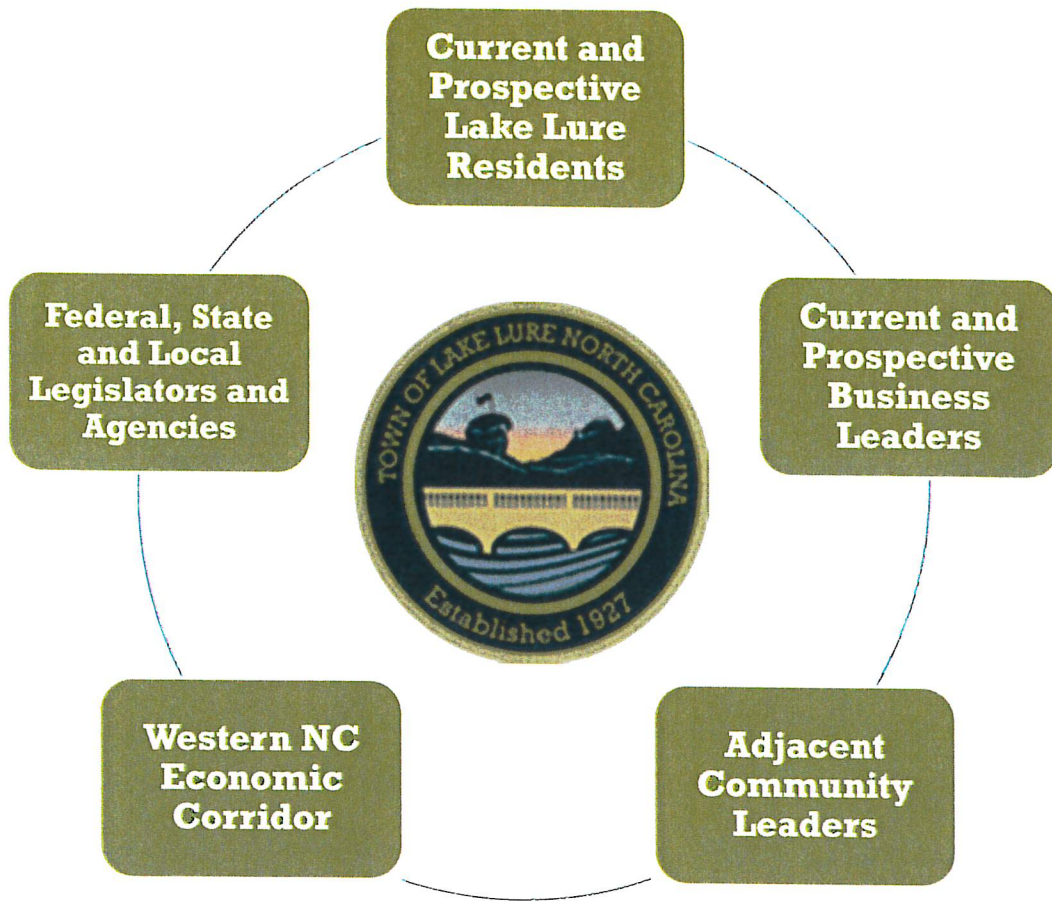 Current and
Prospective
Lake Lure
Residents
Federal, State
and Local
Legislators and
Agencies
Current and
Prospective
Business
Leaders
TOWN OF LAKE LURE NORTH CAROLINA
Established 1927
Western NC
Economic
Corridor
Adjacent
Community
Leaders